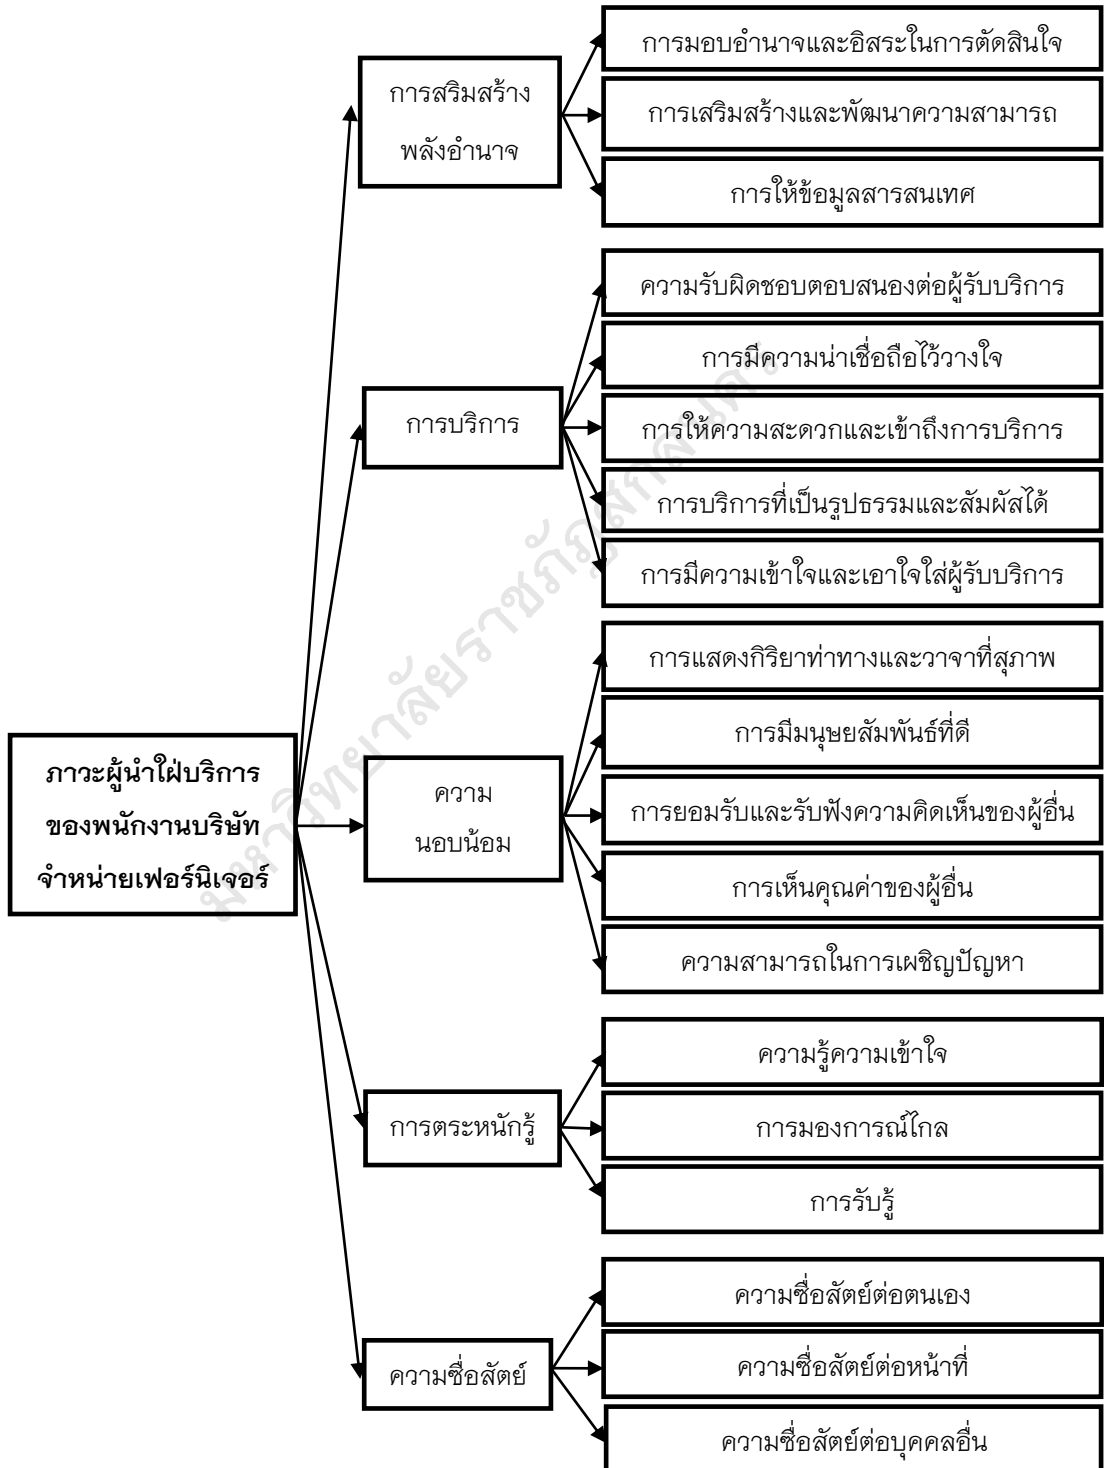 การมอบอำนาจและอิสระในการตัดสินใจ
การสริมสร้าง
พลังอำนาจ
การเสริมสร้างและพัฒนาความสามารถ
การให้ข้อมูลสารสนเทศ
ความรับผิดชอบตอบสนองต่อผู้รับบริการ
การมีความน่าเชื่อถือไว้วางใจ
การบริการ
การให้ความสะดวกและเข้าถึงการบริการ
การบริการที่เป็นรูปธรรมและสัมผัสได้
การมีความเข้าใจและเอาใจใส่ผู้รับบริการ
การแสดงกิริยาท่าทางและวาจาที่สุภาพ
การมีมนุษยสัมพันธ์ที่ดี
ภาวะผู้นำใฝ่บริการ
ของพนักงานบริษัท
จำหน่ายเฟอร์นิเจอร์
ความ
นอบน้อม
การยอมรับและรับฟังความคิดเห็นของผู้อื่น
การเห็นคุณค่าของผู้อื่น
ความสามารถในการเผชิญปัญหา
ความรู้ความเข้าใจ
การตระหนักรู้
การมองการณ์ไกล
การรับรู้
ความซื่อสัตย์ต่อตนเอง
ความซื่อสัตย์
ความซื่อสัตย์ต่อหน้าที่
ความซื่อสัตย์ต่อบุคคลอื่น
มหาวิทยาลัยราชภัฏสกลนคร